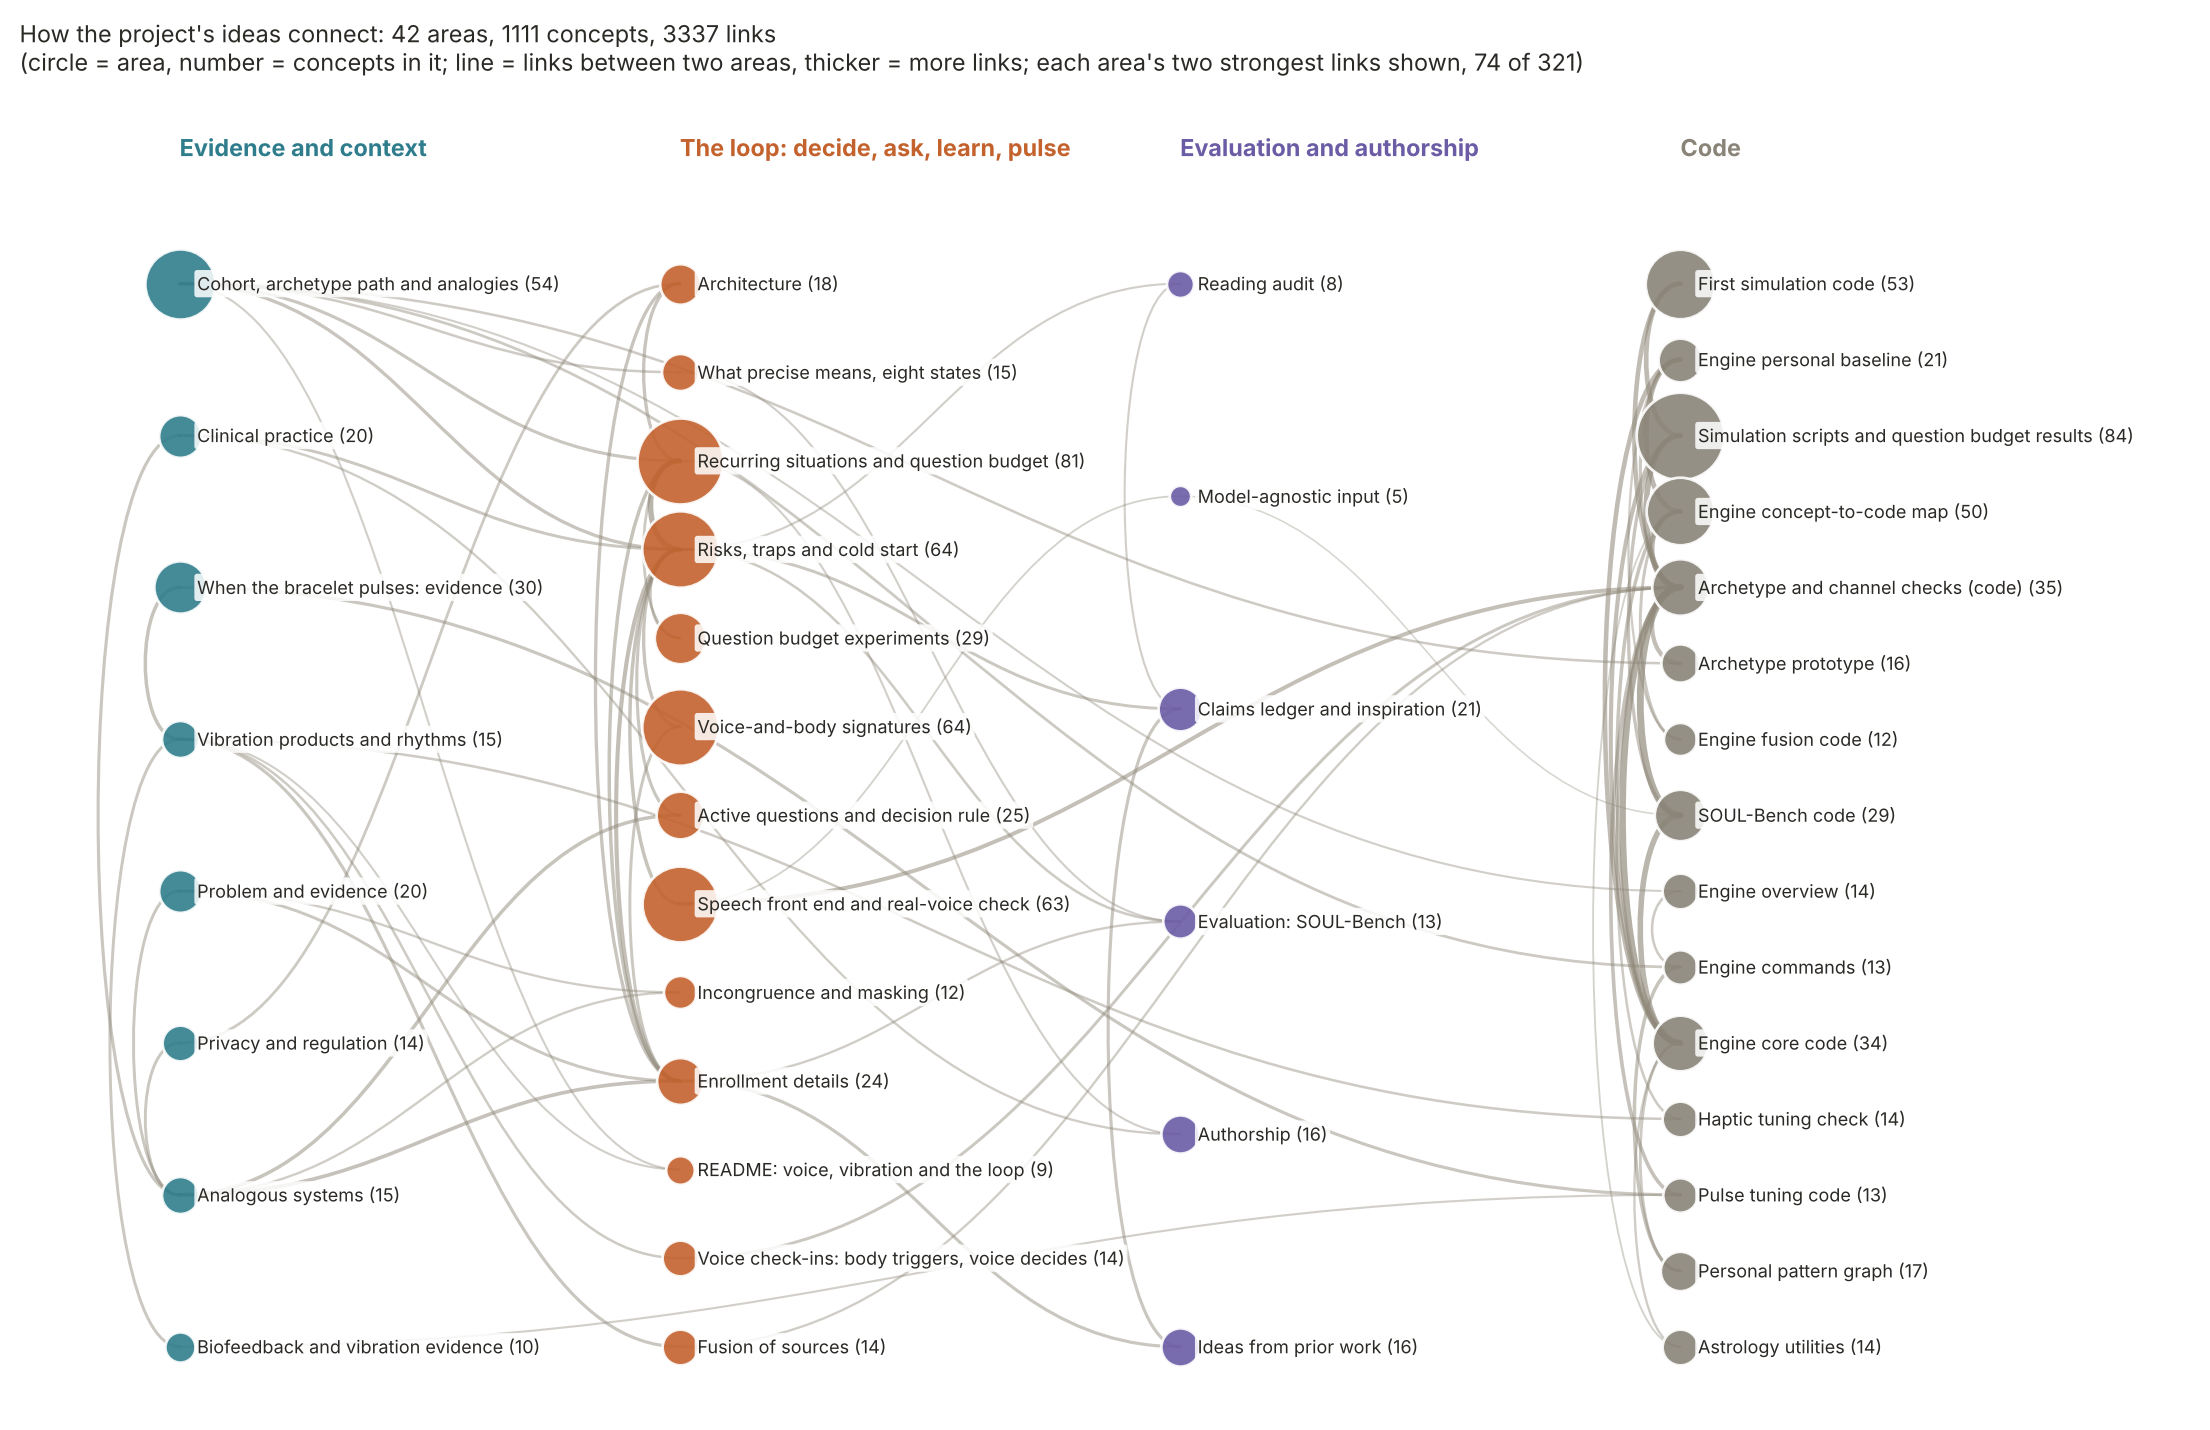 How the project's ideas connect: 42 areas, 1111 concepts, 3337 links
(circle = area, number = concepts in it; line = links between two areas, thicker = more links; each area's two strongest links shown, 74 of 321)
Evidence and context
Cohort, archetype path and analogies (54)
Clinical practice (20)
When the bracelet pulses: evidence (30)
Vibration products and rhythms (15)
Problem and evidence (20)
Privacy and regulation (14)
Analogous systems (15)
Biofeedback and vibration evidence (10)
The loop: decide, ask, learn, pulse
Architecture (18)
What precise means, eight states (15)
Recurring situations and question budget (81)
Risks, traps and cold start (64)
Question budget experiments (29)
Voice-and-body signatures (64)
Active questions and decision rule (25)
Speech front end and real-voice check (63)
Incongruence and masking (12)
Enrollment details (24)
README: voice, vibration and the loop (9)
Voice check-ins: body triggers, voice decides (14)
Fusion of sources (14)
Evaluation and authorship
Reading audit (8)
Model-agnostic input (5)
Claims ledger and inspiration (21)
Evaluation: SOUL-Bench (13)
Authorship (16)
Ideas from prior work (16)
Code
First simulation code (53)
Engine personal baseline (21)
Simulation scripts and question budget results (84)
Engine concept-to-code map (50)
Archetype and channel checks (code) (35)
Archetype prototype (16)
Engine fusion code (12)
SOUL-Bench code (29)
Engine overview (14)
Engine commands (13)
Engine core code (34)
Haptic tuning check (14)
Pulse tuning code (13)
Personal pattern graph (17)
Astrology utilities (14)